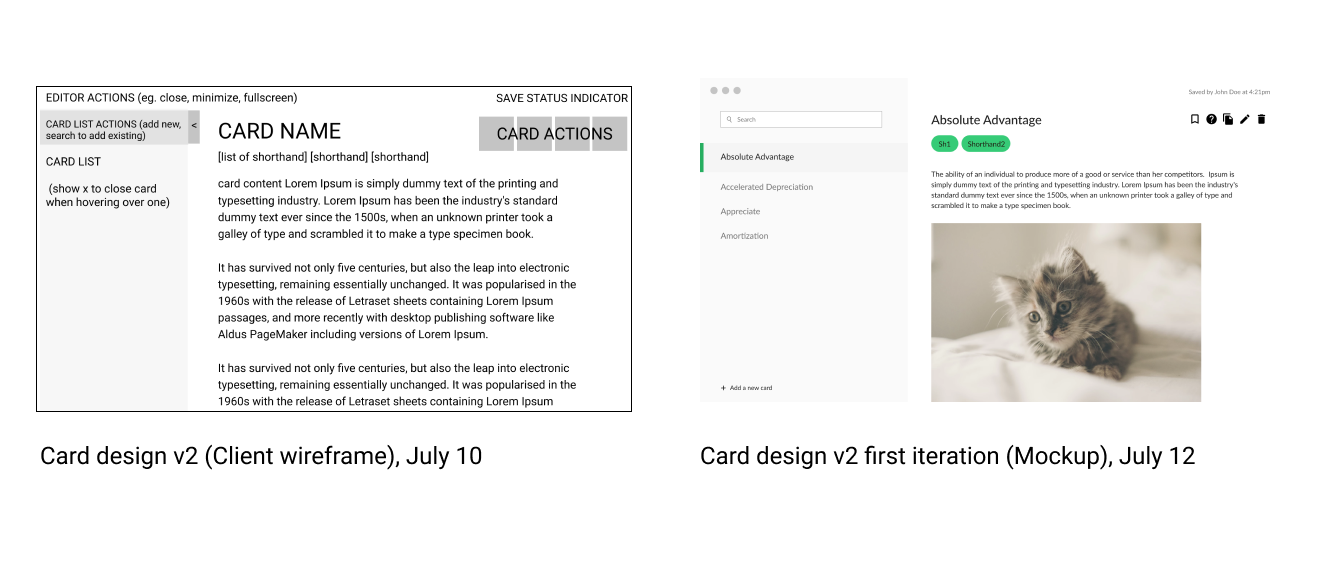 EDITOR ACTIONS (eg. close, minimize, fullscreen)
SAVE STATUS INDICATOR
CARD LIST ACTIONS (add new,
search to add existing)
<
CARD LIST
(show x to close card
when hovering over one)
CARD NAME
CARD ACTIONS
[list of shorthand] [shorthand] [shorthand]
card content Lorem Ipsum is simply dummy text of the printing and
typesetting industry. Lorem Ipsum has been the industry's standard
dummy text ever since the 1500s, when an unknown printer took a
galley of type and scrambled it to make a type specimen book.
It has survived not only five centuries, but also the leap into electronic
typesetting, remaining essentially unchanged. It was popularised in the
1960s with the release of Letraset sheets containing Lorem Ipsum
passages, and more recently with desktop publishing software like
Aldus PageMaker including versions of Lorem Ipsum.
It has survived not only five centuries, but also the leap into electronic
typesetting, remaining essentially unchanged. It was popularised in the
1960s with the release of Letraset sheets containing Lorem Ipsum
Card design v2 (Client wireframe), July 10
Search
Absolute Advantage
Accelerated Depreciation
Appreciate
Amortization
+ Add a new card
Saved by John Doe at 4:21pm
Absolute Advantage
Sh1
Shorthand2
The ability of an individual to produce more of a good or service than her competitors. Ipsum is
simply dummy text of the printing and typesetting industry. Lorem Ipsum has been the industry's
standard dummy text ever since the 1500s, when an unknown printer took a galley of type and
scrambled it to make a type specimen book.
Card design v2 first iteration (Mockup), July 12